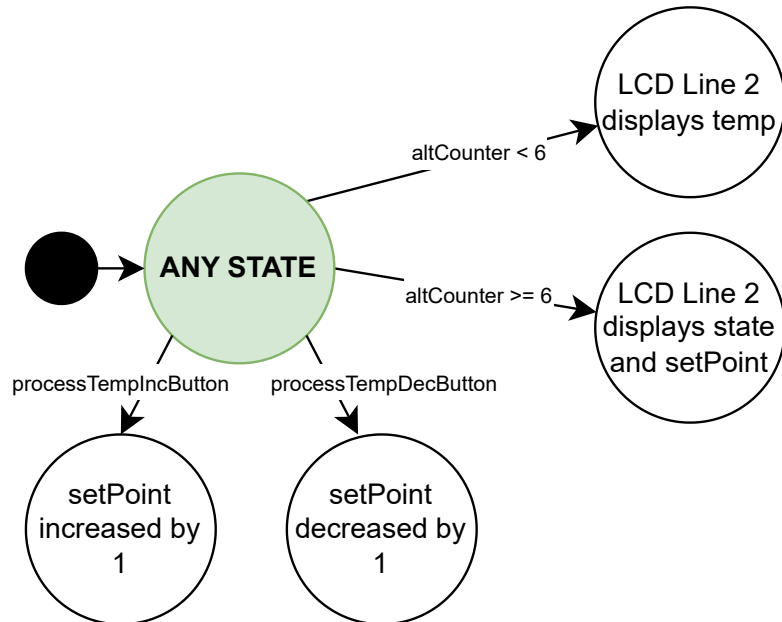 LCD Line 2
displays temp
altCounter < 6
ANY STATE
altCounter >= 6
LCD Line 2
displays state
and setPoint
processTempIncButton
processTempDecButton
setPoint
increased by
1
setPoint
decreased by
1